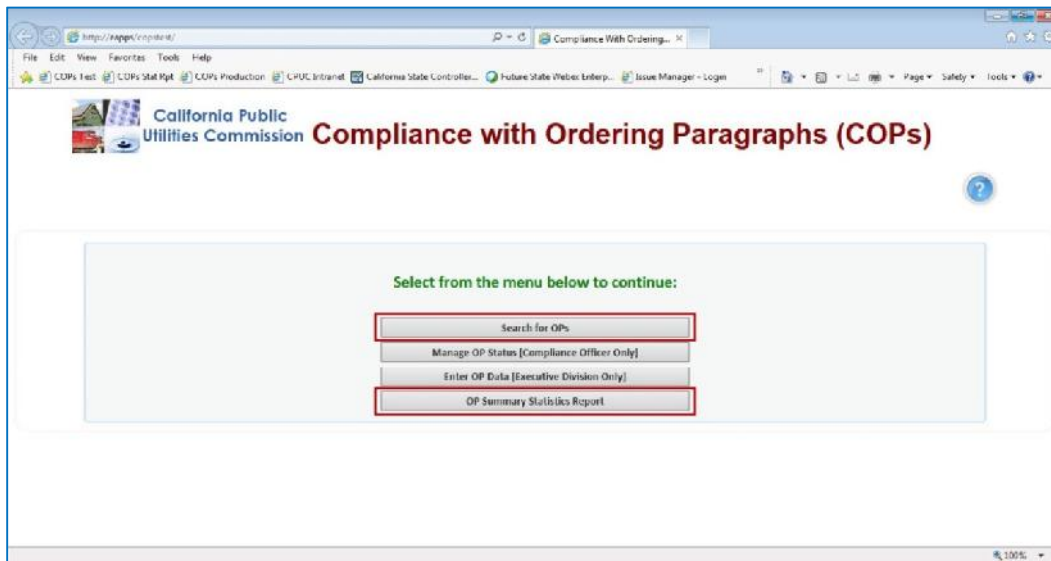 http://eapps/copstest/
Compliance With Ordering...
File Edit View Favorites Tools Help
COPs Test COPs Stat Rpt COPs Production CPUC Intranet California State Controller... Future State Webex Enterp... Issue Manager - Login Page Safety Tools
California Public
Utilities Commission
Compliance with Ordering Paragraphs (COPs)
?
Select from the menu below to continue:
Search for OPs
Manage OP Status [Compliance Officer Only]
Enter OP Data [Executive Division Only]
OP Summary Statistics Report
100%